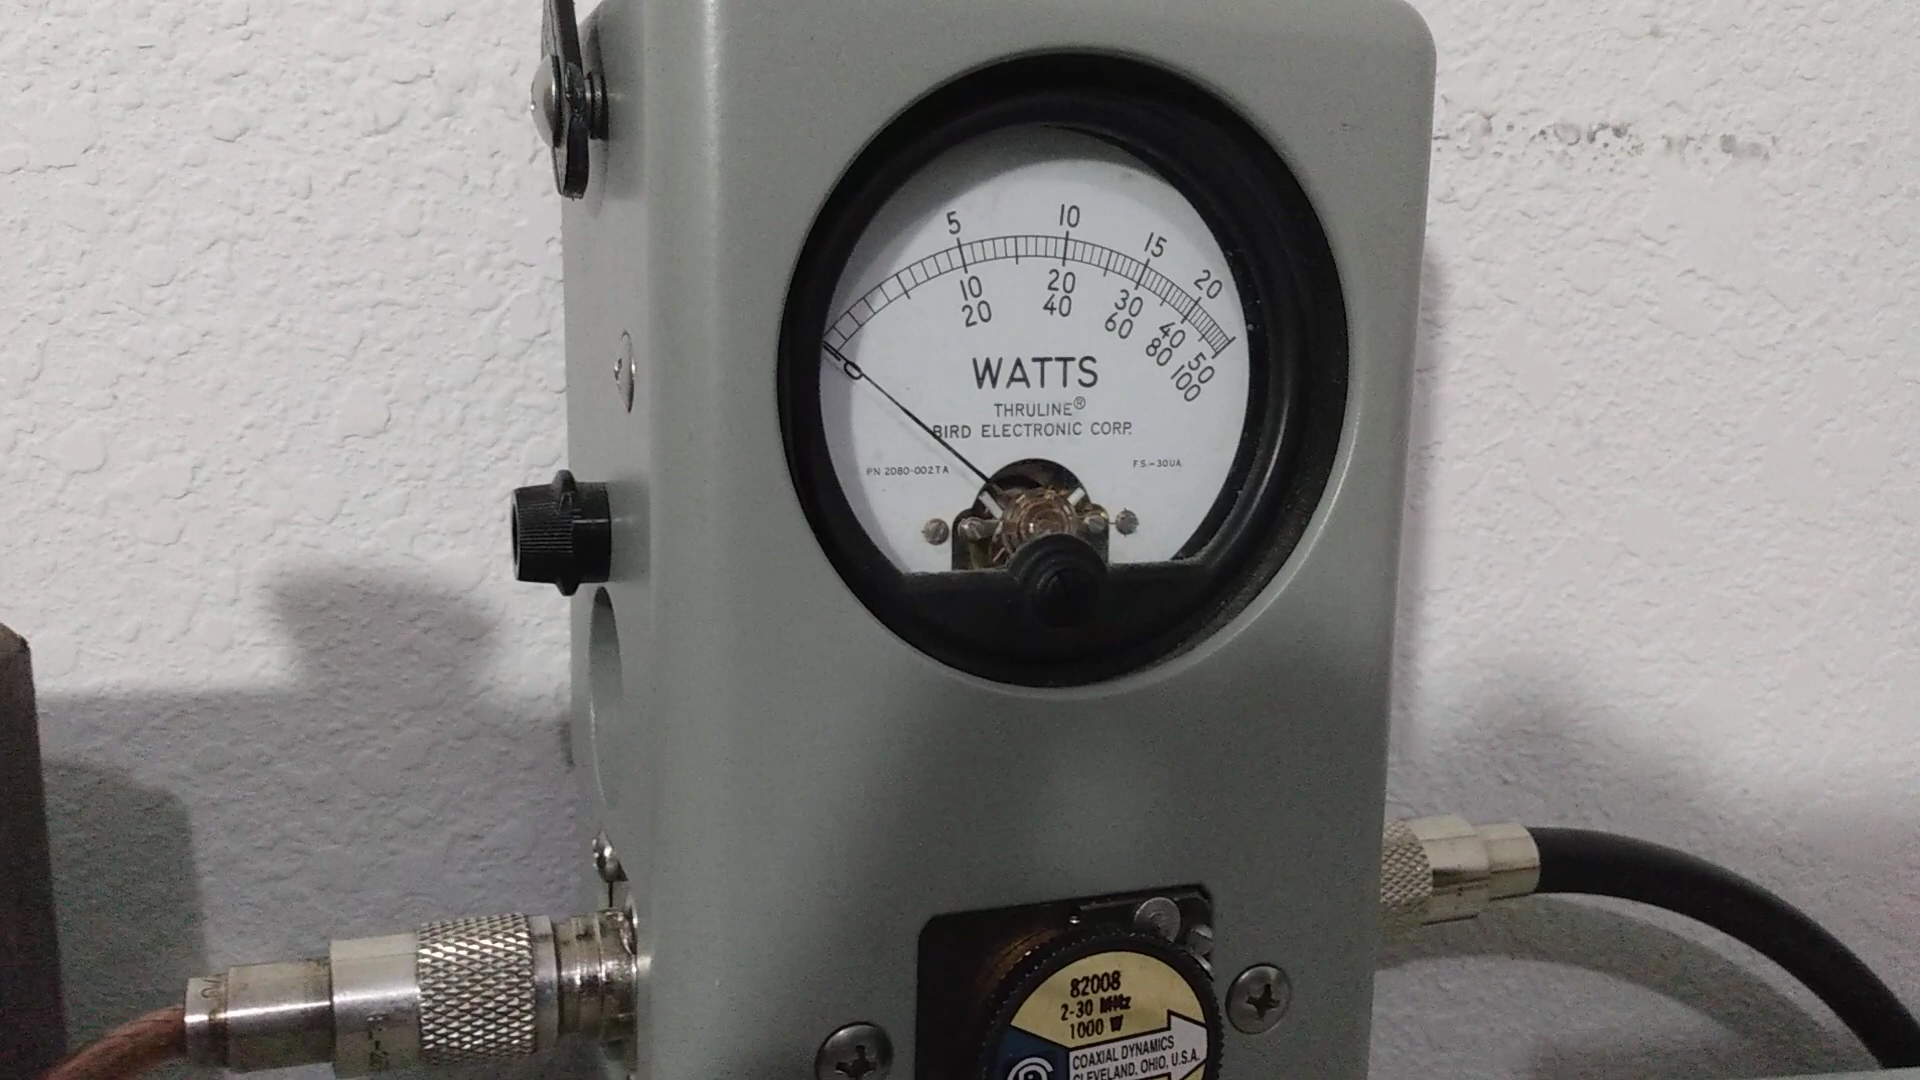 5 10 15 20
10 20 30 40 50
0 20 40 60 80 100
WATTS
THRULINE®
BIRD ELECTRONIC CORP.
PN 2080-002TA F.S.-30UA
82008
2-30 MHz
1000 W
COAXIAL DYNAMICS
CLEVELAND, OHIO, U.S.A.